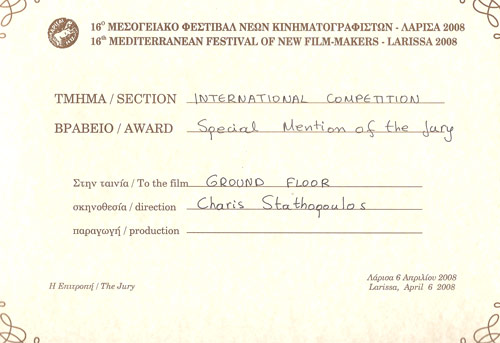 16ο ΜΕΣΟΓΕΙΑΚΟ ΦΕΣΤΙΒΑΛ ΝΕΩΝ ΚΙΝΗΜΑΤΟΓΡΑΦΙΣΤΩΝ - ΛΑΡΙΣΑ 2008
16th MEDITERRANEAN FESTIVAL OF NEW FILM-MAKERS - LARISSA 2008
ΤΜΗΜΑ / SECTION INTERNATIONAL COMPETITION
ΒΡΑΒΕΙΟ / AWARD Special Mention of the Jury
Στην ταινία / To the film GROUND FLOOR
σκηνοθεσία / direction Charis Stathopoulos
παραγωγή / production
Λάρισα 6 Απριλίου 2008
Η Επιτροπή / The Jury Larissa, April 6 2008